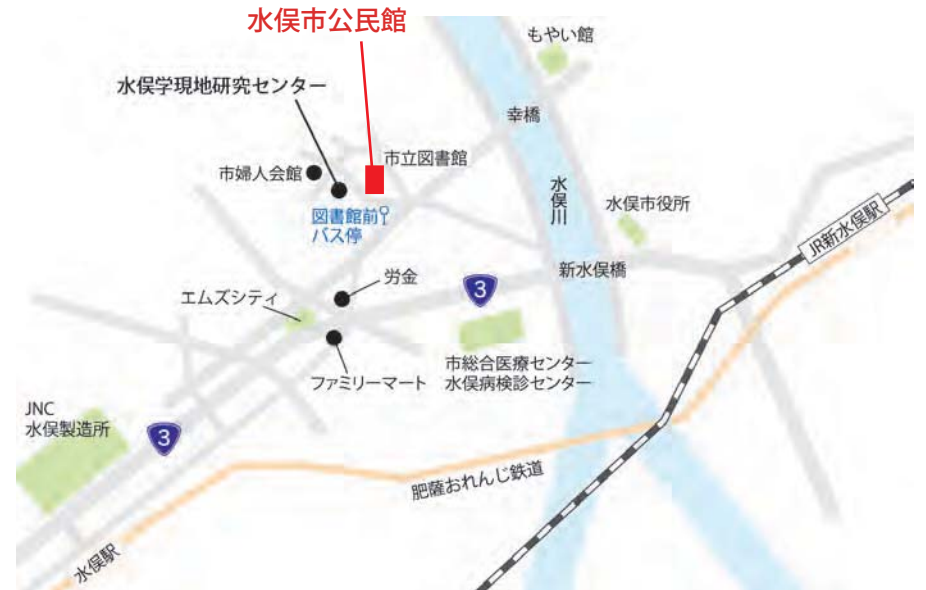 水俣市公民館
もやい館
水俣学現地研究センター
幸橋
市立図書館
市婦人会館
水俣川
水俣市役所
図書館前
バス停
JR新水俣駅
新水俣橋
労金
3
エムズシティ
市総合医療センター
水俣病検診センター
ファミリーマート
JNC
水俣製造所
3
肥薩おれんじ鉄道
水俣駅